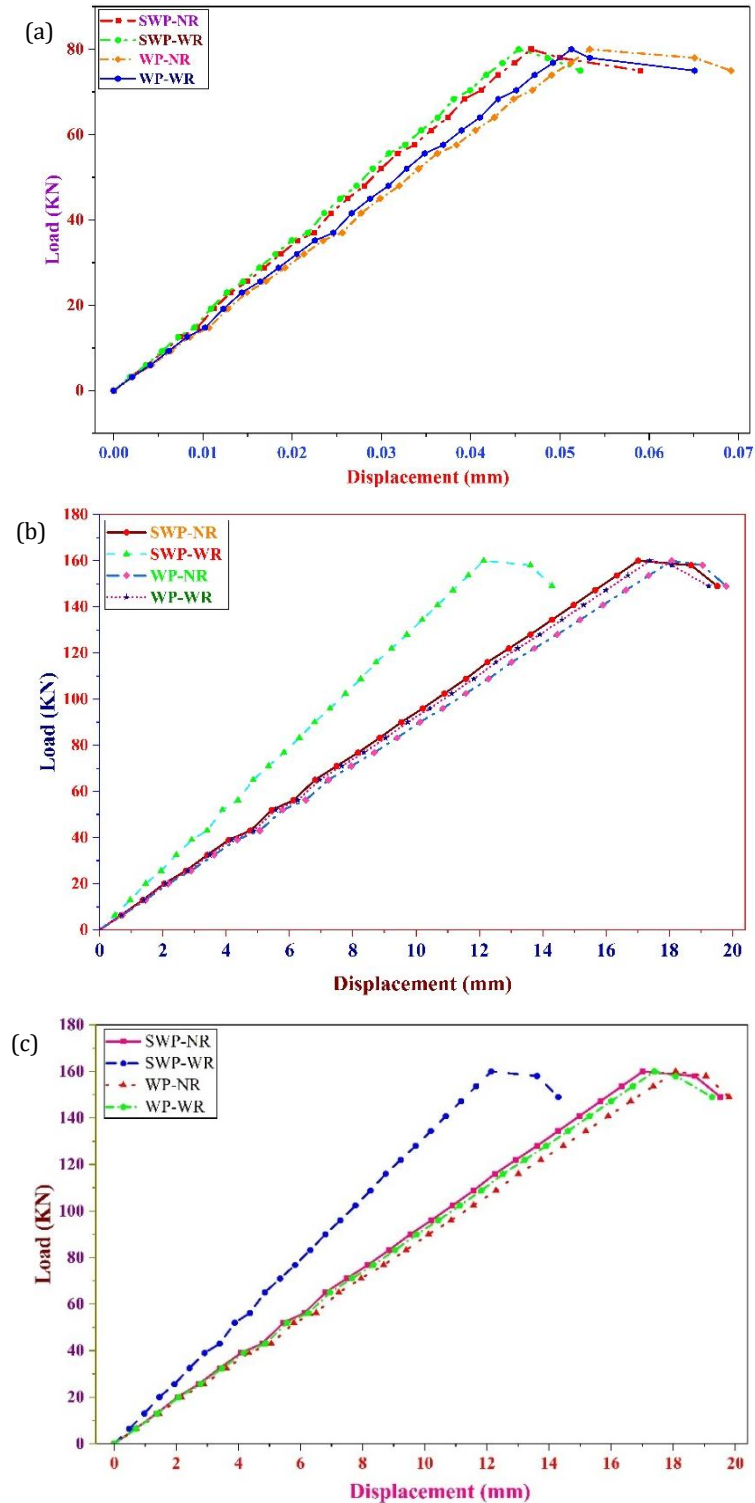 (a)
SWP-NR
SWP-WR
WP-NR
WP-WR
80
60
40
20
0
Load (KN)
0.00 0.01 0.02 0.03 0.04 0.05 0.06 0.07
Displacement (mm)
(b)
180
160
140
120
100
80
60
40
20
0
SWP-NR
SWP-WR
WP-NR
WP-WR
Load (KN)
2 4 6 8 10 12 14 16 18 20
Displacement (mm)
(c)
180
160
140
120
100
80
60
40
20
0
SWP-NR
SWP-WR
WP-NR
WP-WR
Load (KN)
0 2 4 6 8 10 12 14 16 18 20
Displacement (mm)